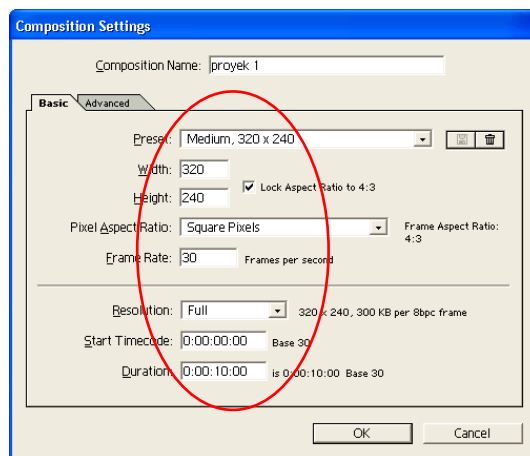 Composition Settings
Composition Name: proyek 1
Basic Advanced
Preset: Medium, 320 x 240
Width: 320
Lock Aspect Ratio to 4:3
Height: 240
Pixel Aspect Ratio: Square Pixels Frame Aspect Ratio:
4:3
Frame Rate: 30 Frames per second
Resolution: Full 320 x 240, 300 KB per 8bpc frame
Start Timecode: 0:00:00:00 Base 30
Duration: 0:00:10:00 is 0:00:10:00 Base 30
OK Cancel